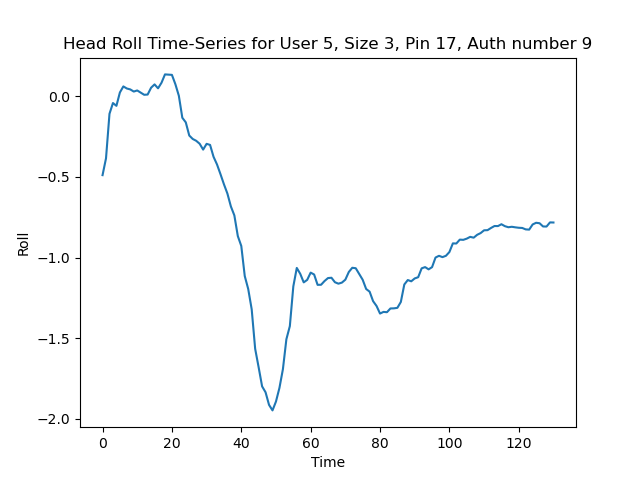 Head Roll Time-Series for User 5, Size 3, Pin 17, Auth number 9
0.0
−0.5
−1.0
−1.5
−2.0
Roll
0 20 40 60 80 100 120
Time